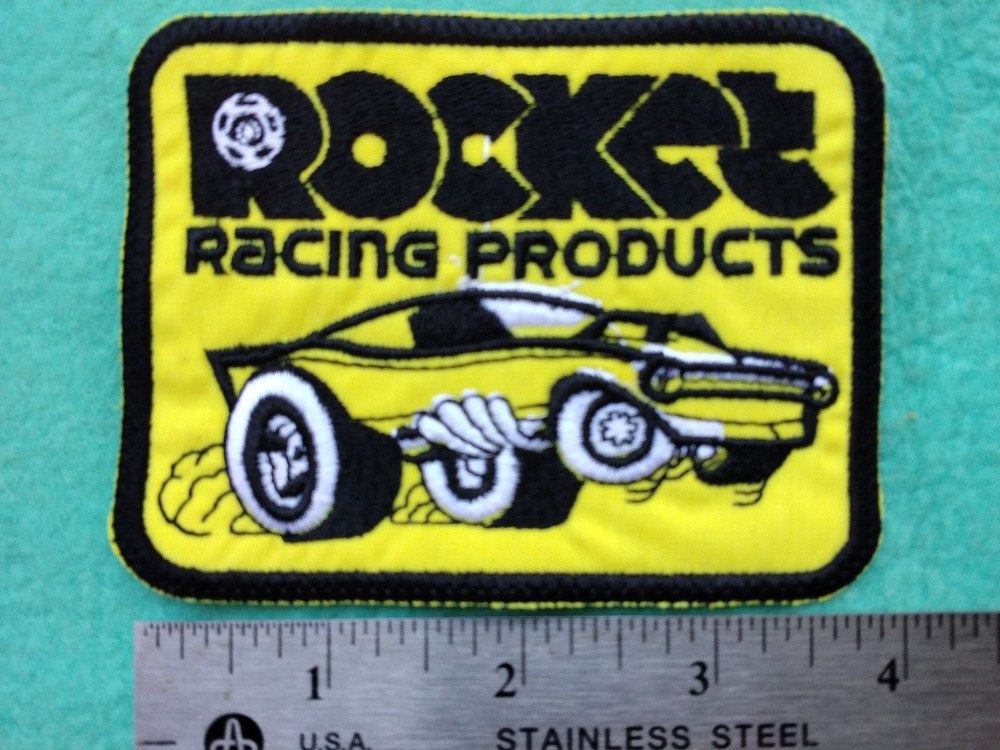 ROCKet
RacIng PRODUCTS
1 2 3 4
U.S.A. STAINLESS STEEL